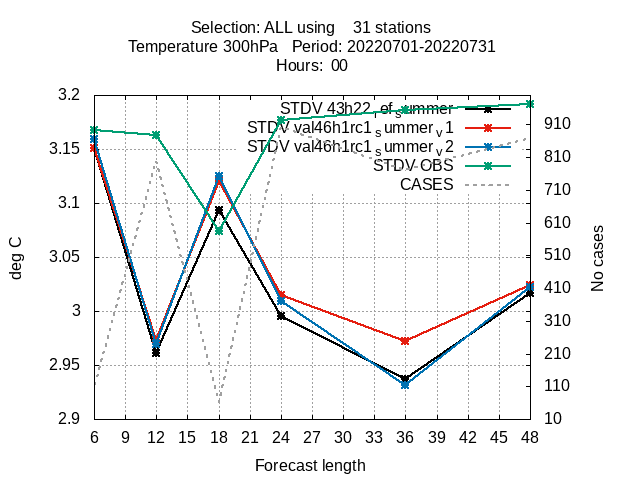 Selection: ALL using 31 stations
Temperature 300hPa Period: 20220701-20220731
Hours: 00
STDV 43h22_ef_summer
STDV val46h1rc1_summer_v1
STDV val46h1rc1_summer_v2
STDV OBS
CASES
3.2
3.15
3.1
3.05
3
2.95
2.9
deg C
910
810
710
610
510
410
310
210
110
10
No cases
6 9 12 15 18 21 24 27 30 33 36 39 42 45 48
Forecast length